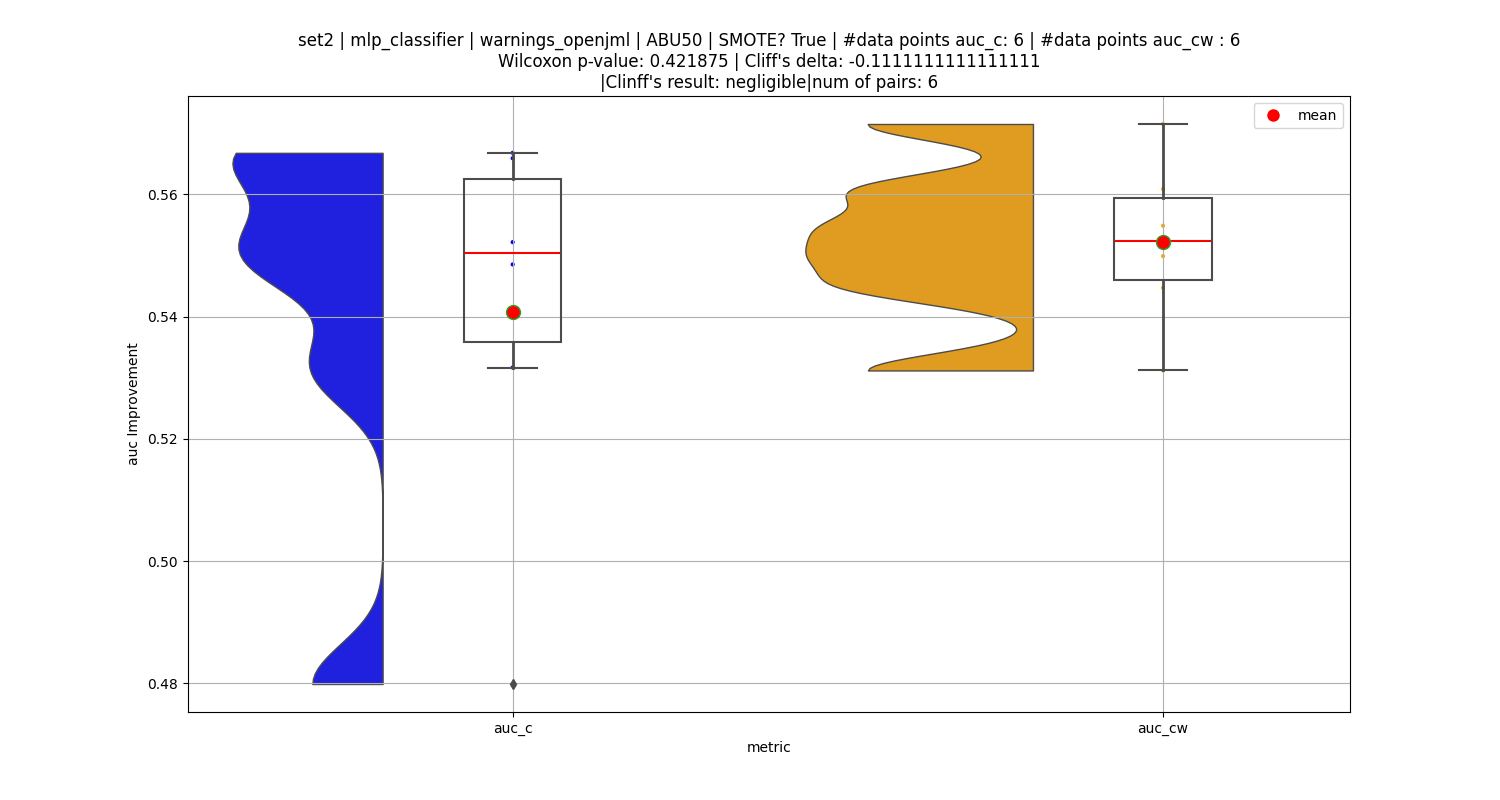 set2 | mlp_classifier | warnings_openjml | ABU50 | SMOTE? True | #data points auc_c: 6 | #data points auc_cw : 6
Wilcoxon p-value: 0.421875 | Cliff's delta: -0.1111111111111111
|Clinff's result: negligible|num of pairs: 6
mean
auc Improvement
0.56
0.54
0.52
0.50
0.48
auc_c
auc_cw
metric